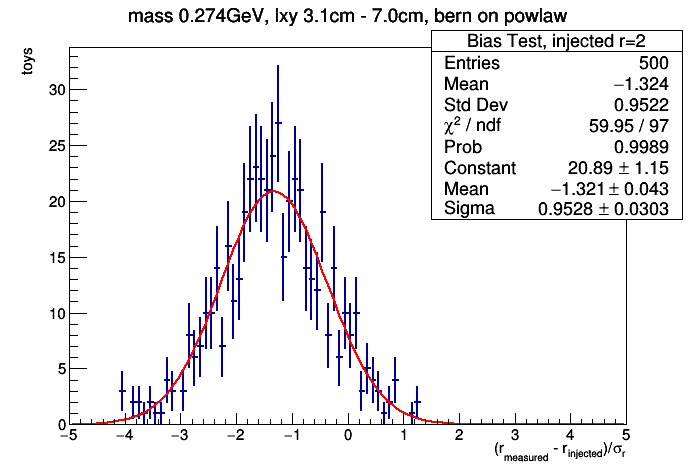 mass 0.274GeV, lxy 3.1cm - 7.0cm, bern on powlaw
Bias Test, injected r=2
Entries 500
Mean −1.324
Std Dev 0.9522
χ² / ndf 59.95 / 97
Prob 0.9989
Constant 20.89 ± 1.15
Mean −1.321 ± 0.043
Sigma 0.9528 ± 0.0303
toys
30
25
20
15
10
5
0
−5 −4 −3 −2 −1 0 1 2 3 4 5
(r_measured - r_injected)/σ_r